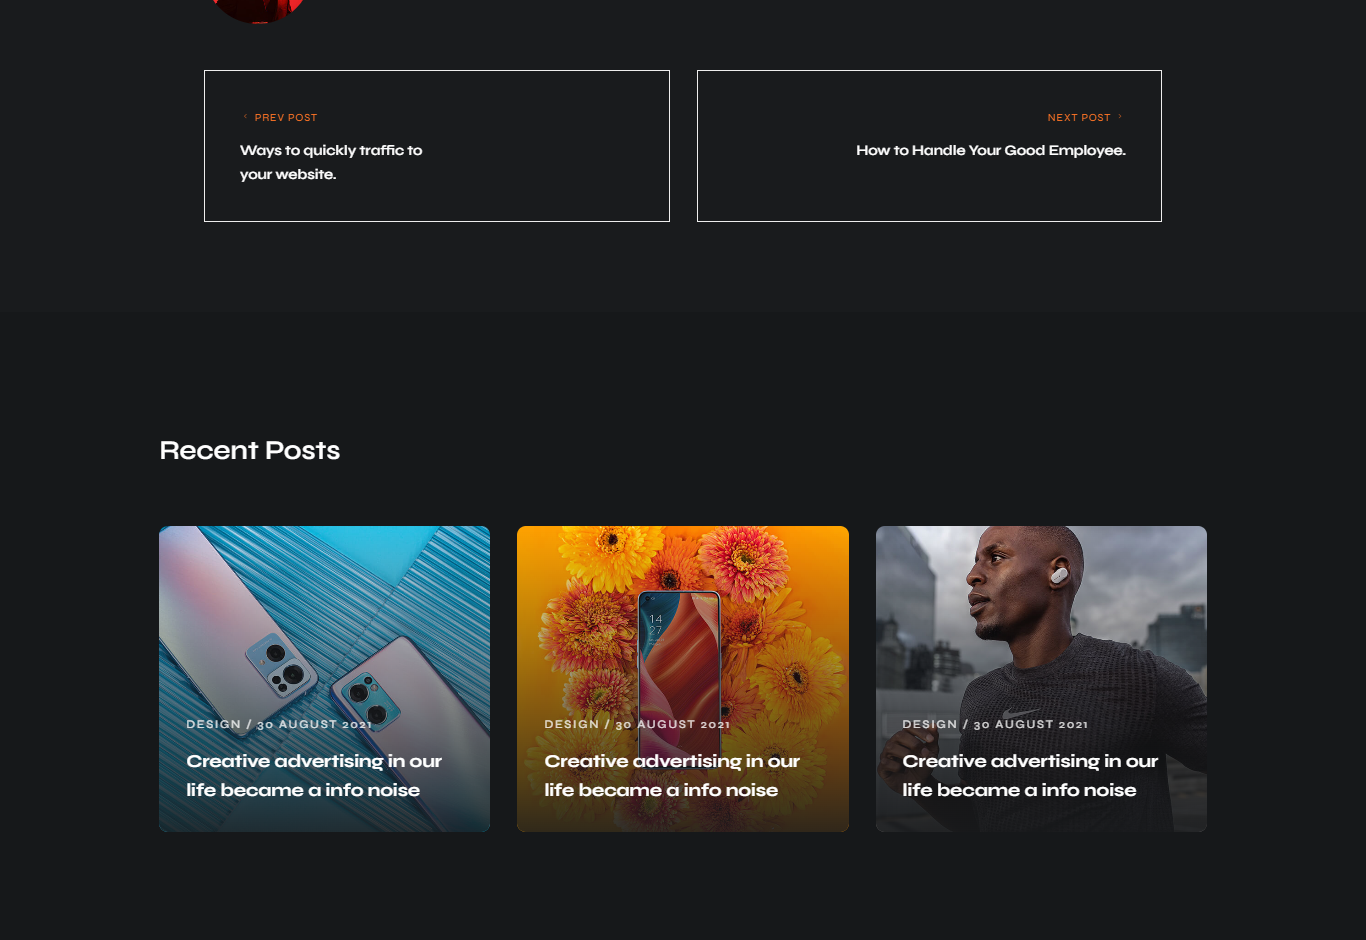 PREV POST
Ways to quickly traffic to
your website.
NEXT POST
How to Handle Your Good Employee.
Recent Posts
DESIGN / 30 AUGUST 2021
Creative advertising in our
life became a info noise
14
27
DESIGN / 30 AUGUST 2021
Creative advertising in our
life became a info noise
DESIGN / 30 AUGUST 2021
Creative advertising in our
life became a info noise